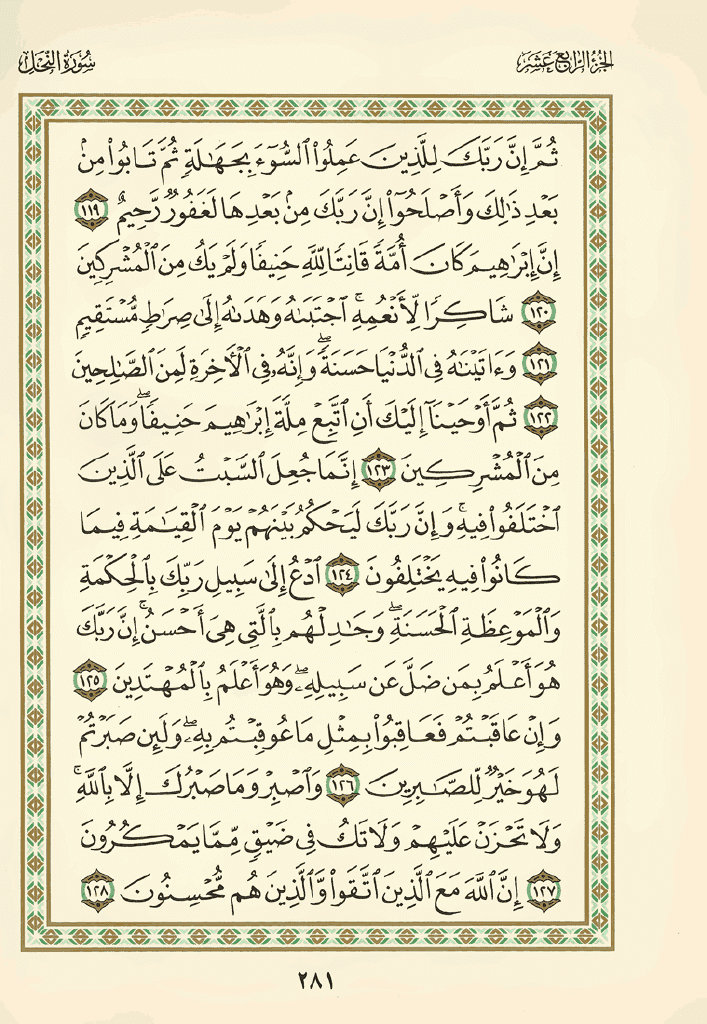 الجزء الرابع عشر
سورة النحل
ثُمَّ إِنَّ رَبَّكَ لِلَّذِينَ عَمِلُوا۟ ٱلسُّوٓءَ بِجَهَـٰلَةٍ ثُمَّ تَابُوا۟ مِنۢ
بَعْدِ ذَٰلِكَ وَأَصْلَحُوٓا۟ إِنَّ رَبَّكَ مِنۢ بَعْدِهَا لَغَفُورٌ رَّحِيمٌ ١١٩
إِنَّ إِبْرَٰهِيمَ كَانَ أُمَّةً قَانِتًا لِّلَّهِ حَنِيفًا وَلَمْ يَكُ مِنَ ٱلْمُشْرِكِينَ
١٢٠ شَاكِرًا لِّأَنْعُمِهِ ۚ ٱجْتَبَىٰهُ وَهَدَىٰهُ إِلَىٰ صِرَٰطٍ مُّسْتَقِيمٍ
١٢١ وَءَاتَيْنَـٰهُ فِى ٱلدُّنْيَا حَسَنَةً ۖ وَإِنَّهُۥ فِى ٱلْـَٔاخِرَةِ لَمِنَ ٱلصَّـٰلِحِينَ
١٢٢ ثُمَّ أَوْحَيْنَآ إِلَيْكَ أَنِ ٱتَّبِعْ مِلَّةَ إِبْرَٰهِيمَ حَنِيفًا ۖ وَمَا كَانَ
مِنَ ٱلْمُشْرِكِينَ ١٢٣ إِنَّمَا جُعِلَ ٱلسَّبْتُ عَلَى ٱلَّذِينَ
ٱخْتَلَفُوا۟ فِيهِ ۚ وَإِنَّ رَبَّكَ لَيَحْكُمُ بَيْنَهُمْ يَوْمَ ٱلْقِيَـٰمَةِ فِيمَا
كَانُوا۟ فِيهِ يَخْتَلِفُونَ ١٢٤ ٱدْعُ إِلَىٰ سَبِيلِ رَبِّكَ بِٱلْحِكْمَةِ
وَٱلْمَوْعِظَةِ ٱلْحَسَنَةِ ۖ وَجَـٰدِلْهُم بِٱلَّتِى هِىَ أَحْسَنُ ۚ إِنَّ رَبَّكَ
هُوَ أَعْلَمُ بِمَن ضَلَّ عَن سَبِيلِهِۦ ۖ وَهُوَ أَعْلَمُ بِٱلْمُهْتَدِينَ ١٢٥
وَإِنْ عَاقَبْتُمْ فَعَاقِبُوا۟ بِمِثْلِ مَا عُوقِبْتُم بِهِۦ ۖ وَلَئِن صَبَرْتُمْ
لَهُوَ خَيْرٌ لِّلصَّـٰبِرِينَ ١٢٦ وَٱصْبِرْ وَمَا صَبْرُكَ إِلَّا بِٱللَّهِ ۚ
وَلَا تَحْزَنْ عَلَيْهِمْ وَلَا تَكُ فِى ضَيْقٍ مِّمَّا يَمْكُرُونَ
١٢٧ إِنَّ ٱللَّهَ مَعَ ٱلَّذِينَ ٱتَّقَوا۟ وَّٱلَّذِينَ هُم مُّحْسِنُونَ ١٢٨
٢٨١